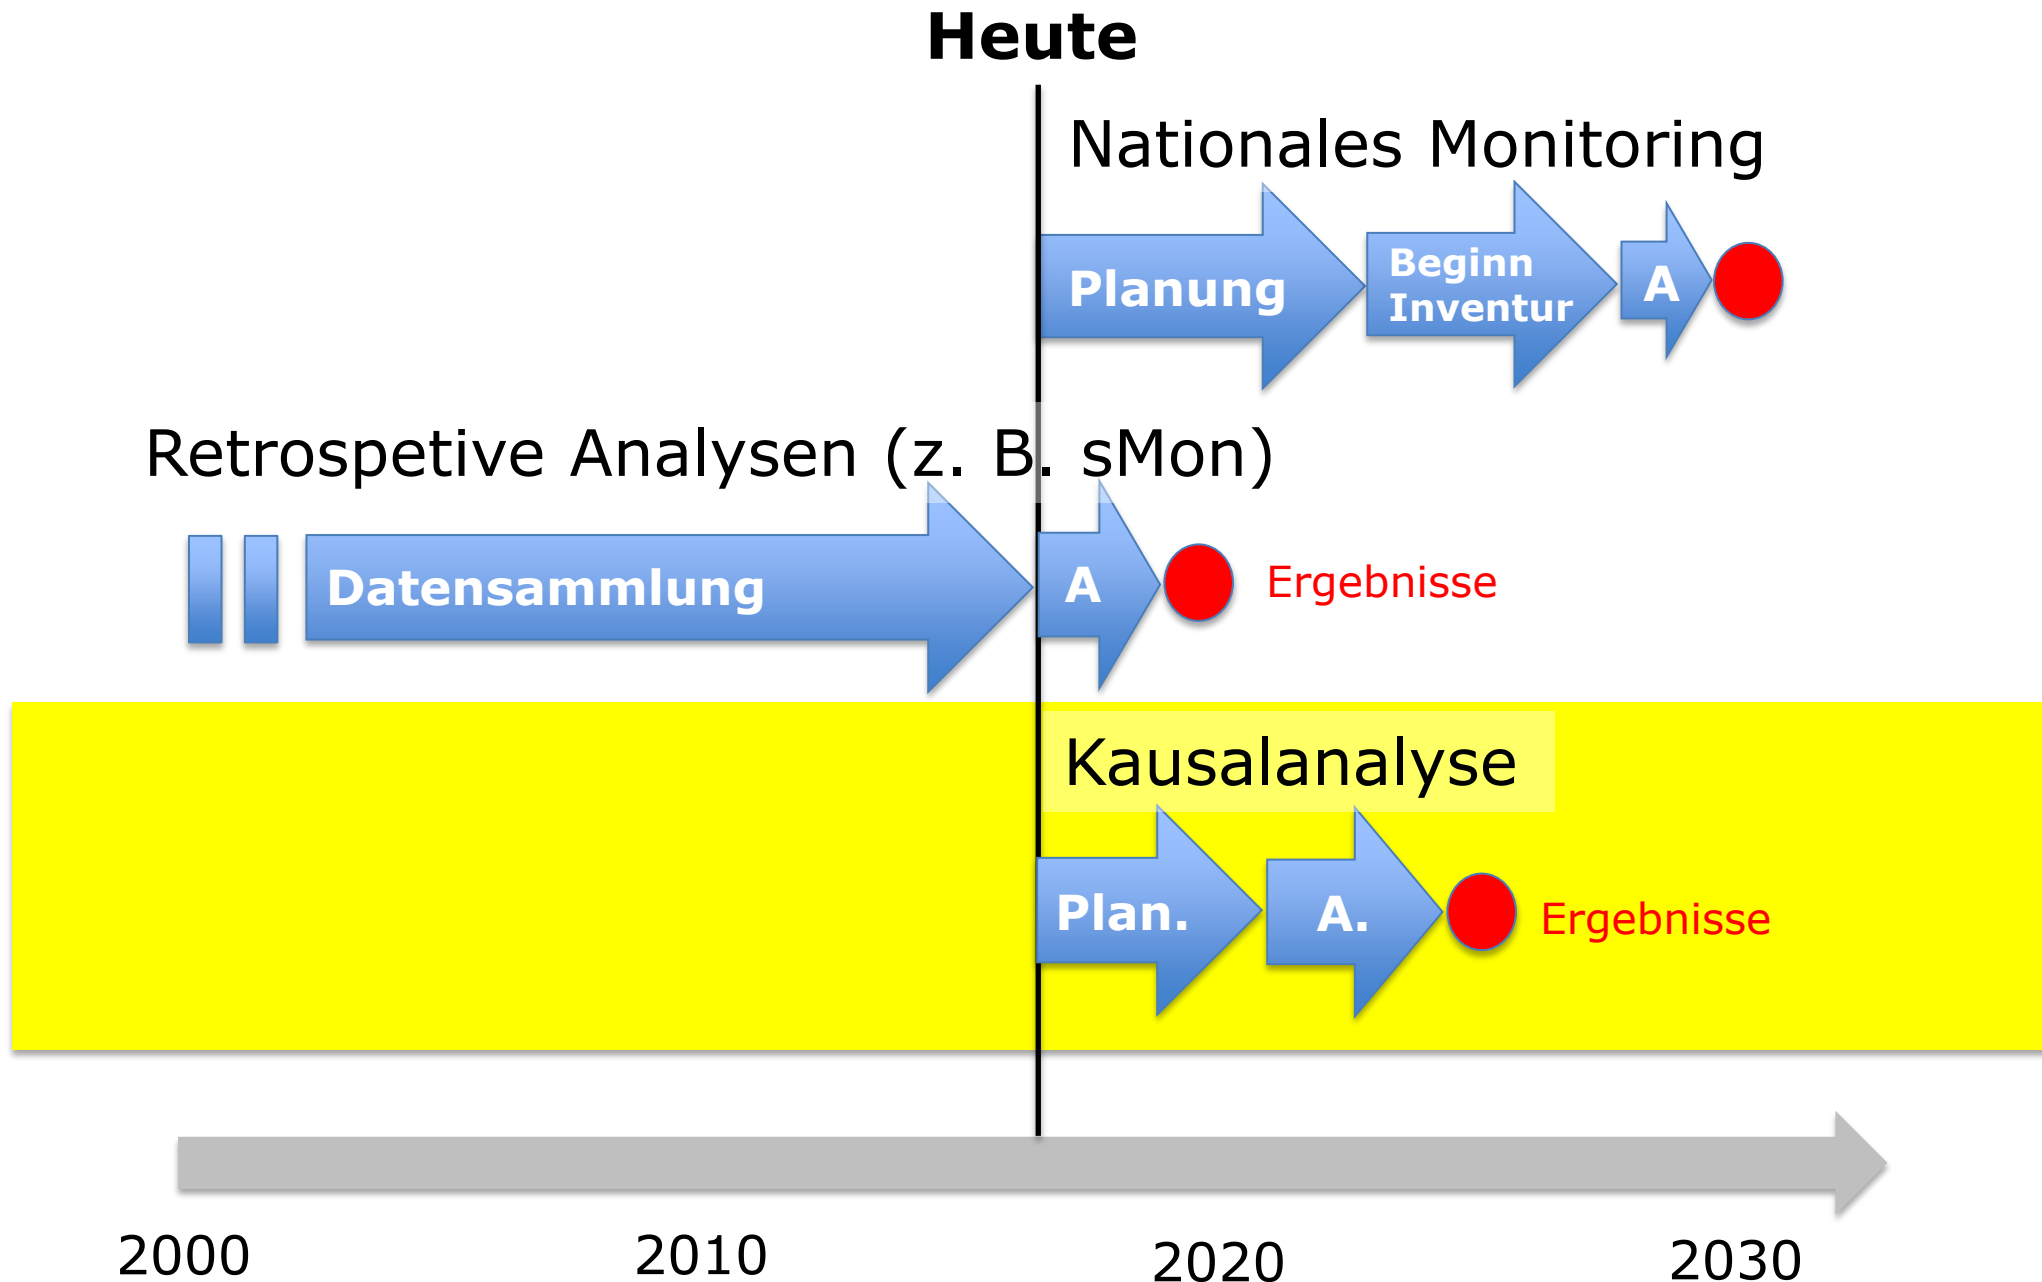 Heute
Nationales Monitoring
Planung
Beginn
Inventur
A
Retrospetive Analysen (z. B. sMon)
Datensammlung
A
Ergebnisse
Kausalanalyse
Plan.
A.
Ergebnisse
2000
2010
2020
2030